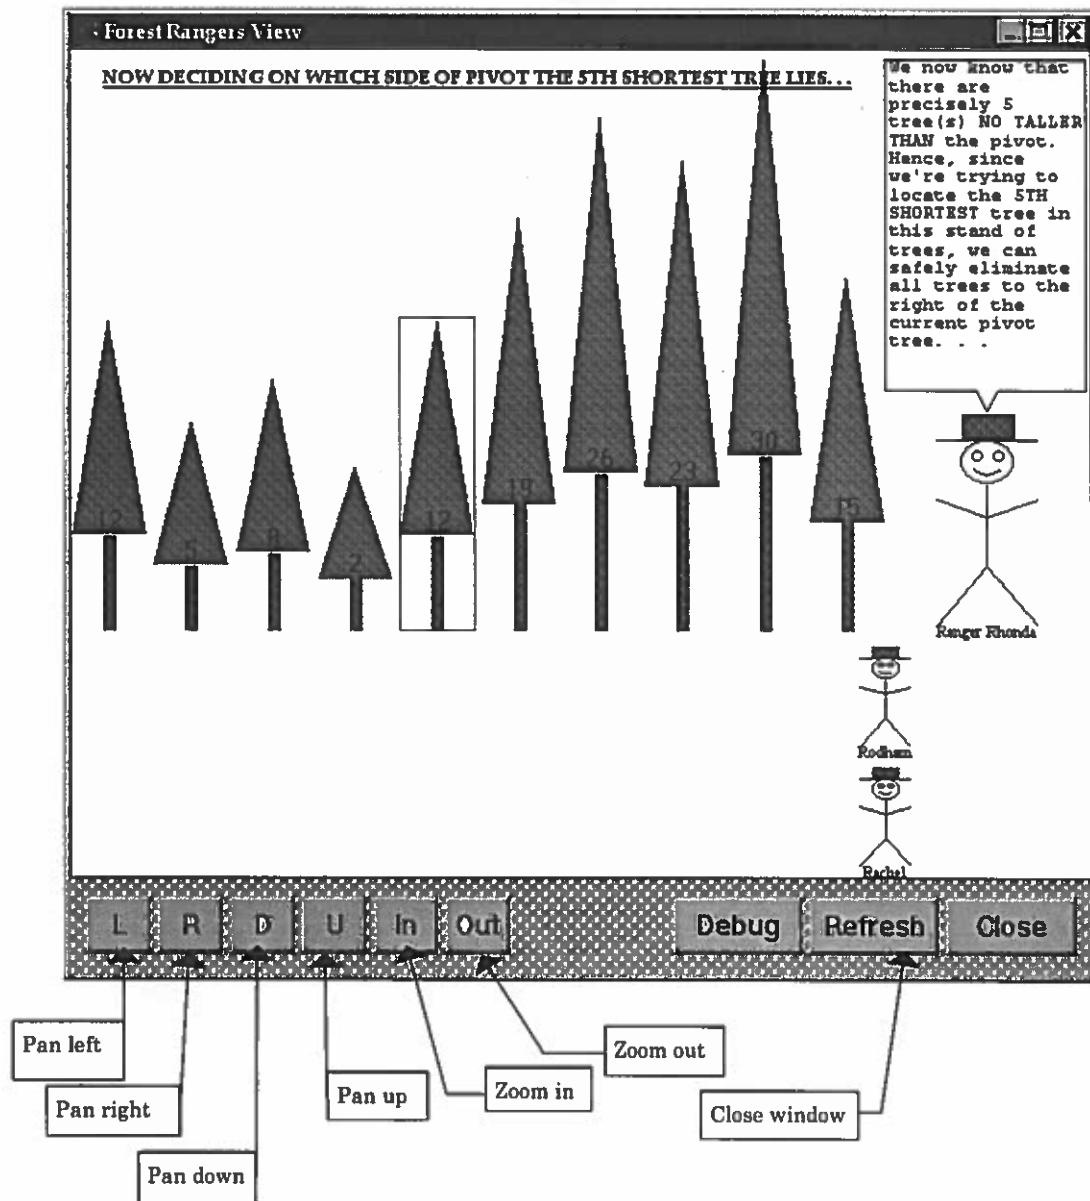 Forest Rangers View
NOW DECIDING ON WHICH SIDE OF PIVOT THE 5TH SHORTEST TREE LIES...
We now know that
there are
precisely 5
tree(s) NO TALLER
THAN the pivot.
Hence, since
we're trying to
locate the 5TH
SHORTEST tree in
this stand of
trees, we can
safely eliminate
all trees to the
right of the
current pivot
tree. . .
12 5 8 2 12 19 26 23 30 15
Ranger Rhonda
Rodham
Rachel
L R D U In Out Debug Refresh Close
Pan left
Pan right
Pan down
Pan up
Zoom in
Zoom out
Close window